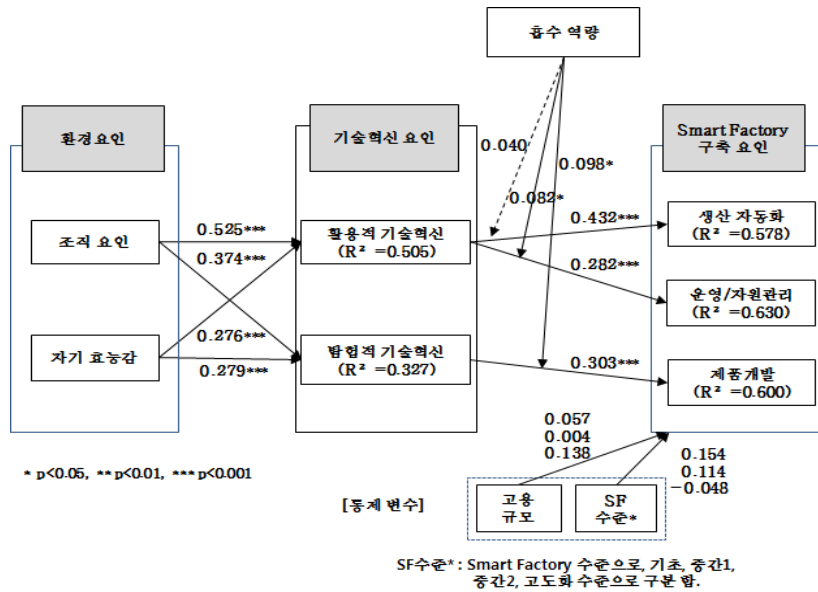 흡수 역량
환경요인
기술혁신 요인
Smart Factory
구축 요인
0.040
0.098*
0.082*
조직 요인
0.525***
0.374***
활용적 기술혁신
(R² =0.505)
0.432***
생산 자동화
(R² =0.578)
0.282***
운영/자원관리
(R² =0.630)
자기 효능감
0.276***
0.279***
탐험적 기술혁신
(R² =0.327)
0.303***
제품개발
(R² =0.600)
0.057
0.004
0.138
0.154
0.114
-0.048
* p<0.05, ** p<0.01, *** p<0.001
[통제 변수]
고용
규모
SF
수준*
SF수준* : Smart Factory 수준으로, 기초, 중간1,
중간2, 고도화 수준으로 구분 함.